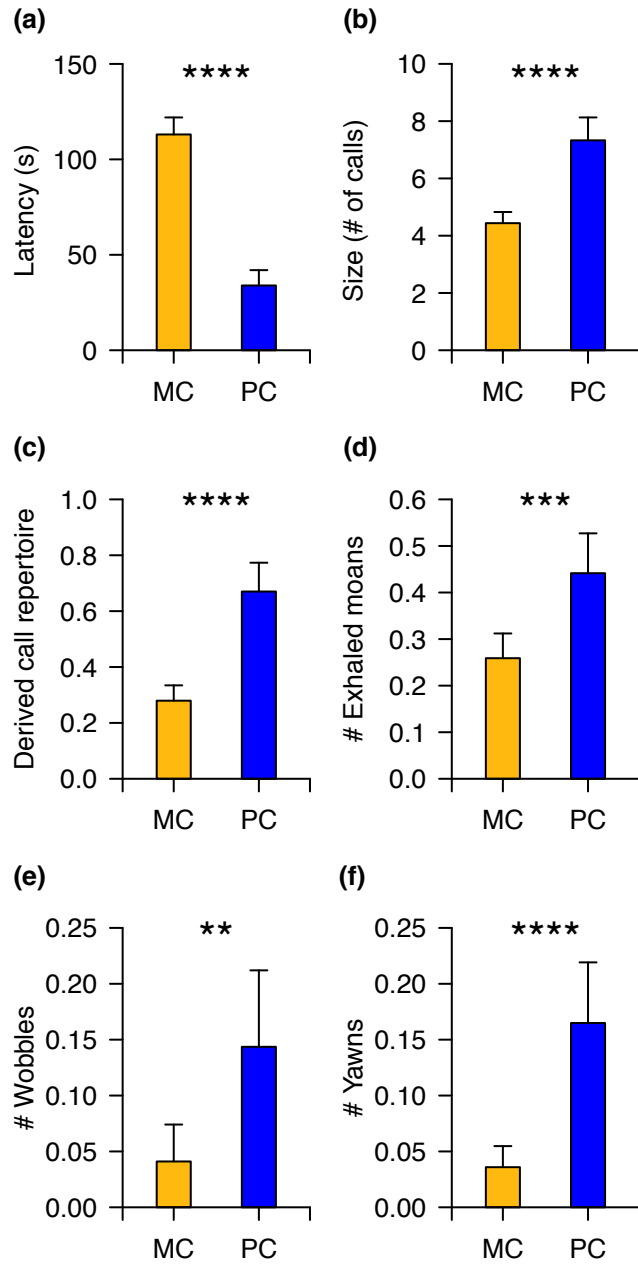 (a)
Latency (s)
150
100
50
0
****
MC PC
(b)
Size (# of calls)
10
8
6
4
2
0
****
MC PC
(c)
Derived call repertoire
1.0
0.8
0.6
0.4
0.2
0.0
****
MC PC
(d)
# Exhaled moans
0.6
0.5
0.4
0.3
0.2
0.1
0.0
***
MC PC
(e)
# Wobbles
0.25
0.20
0.15
0.10
0.05
0.00
**
MC PC
(f)
# Yawns
0.25
0.20
0.15
0.10
0.05
0.00
****
MC PC